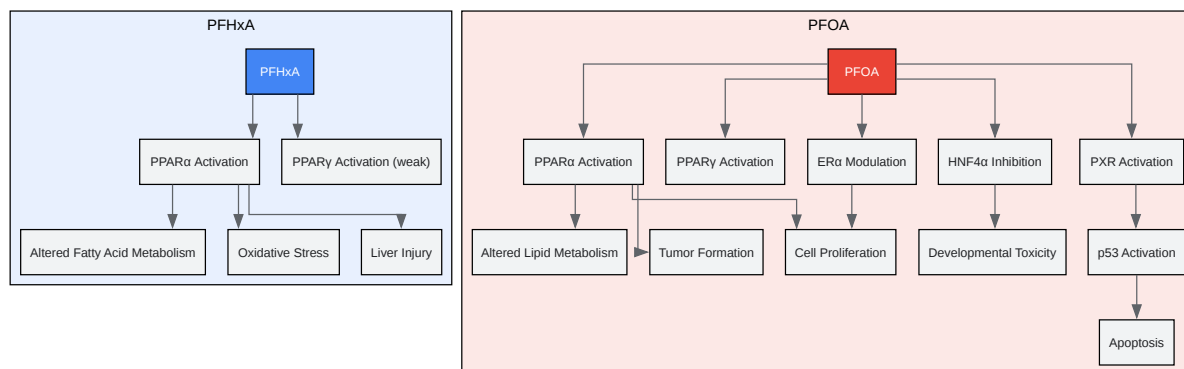 PFHxA
PFHxA
PPARα Activation
PPARγ Activation (weak)
Altered Fatty Acid Metabolism
Oxidative Stress
Liver Injury
PFOA
PFOA
PPARα Activation
PPARγ Activation
ERα Modulation
HNF4α Inhibition
PXR Activation
Altered Lipid Metabolism
Tumor Formation
Cell Proliferation
Developmental Toxicity
p53 Activation
Apoptosis